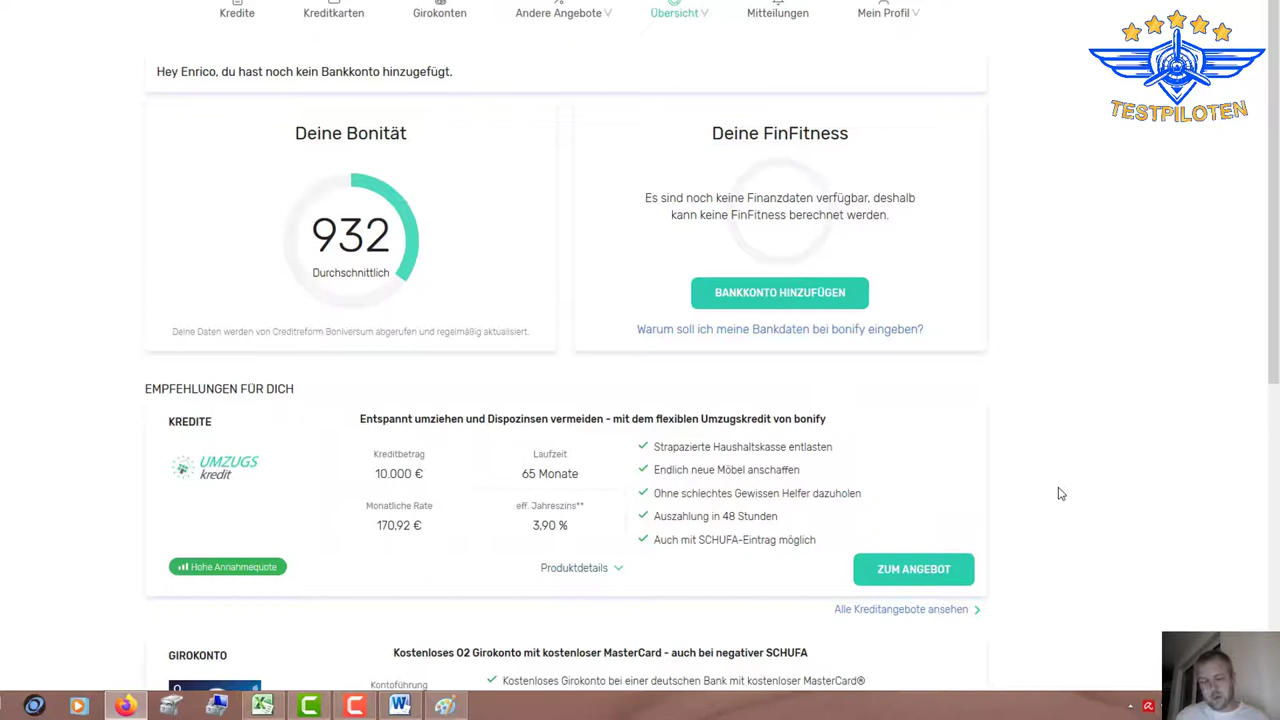 Kredite
Kreditkarten
Girokonten
Andere Angebote
Übersicht
Mitteilungen
Mein Profil
TESTPILOTEN
Hey Enrico, du hast noch kein Bankkonto hinzugefügt.
Deine Bonität
932
Durchschnittlich
Deine Daten werden von Creditreform Boniversum abgerufen und regelmäßig aktualisiert.
Deine FinFitness
Es sind noch keine Finanzdaten verfügbar, deshalb
kann keine FinFitness berechnet werden.
BANKKONTO HINZUFÜGEN
Warum soll ich meine Bankdaten bei bonify eingeben?
EMPFEHLUNGEN FÜR DICH
KREDITE
UMZUGS
kredit
Hohe Annahmequote
Entspannt umziehen und Dispozinsen vermeiden - mit dem flexiblen Umzugskredit von bonify
Kreditbetrag
10.000 €
Laufzeit
65 Monate
Monatliche Rate
170,92 €
eff. Jahreszins**
3,90 %
Produktdetails
Strapazierte Haushaltskasse entlasten
Endlich neue Möbel anschaffen
Ohne schlechtes Gewissen Helfer dazuholen
Auszahlung in 48 Stunden
Auch mit SCHUFA-Eintrag möglich
ZUM ANGEBOT
Alle Kreditangebote ansehen
GIROKONTO
Kostenloses O2 Girokonto mit kostenloser MasterCard - auch bei negativer SCHUFA
Kontoführung
Kostenloses Girokonto bei einer deutschen Bank mit kostenloser MasterCard®